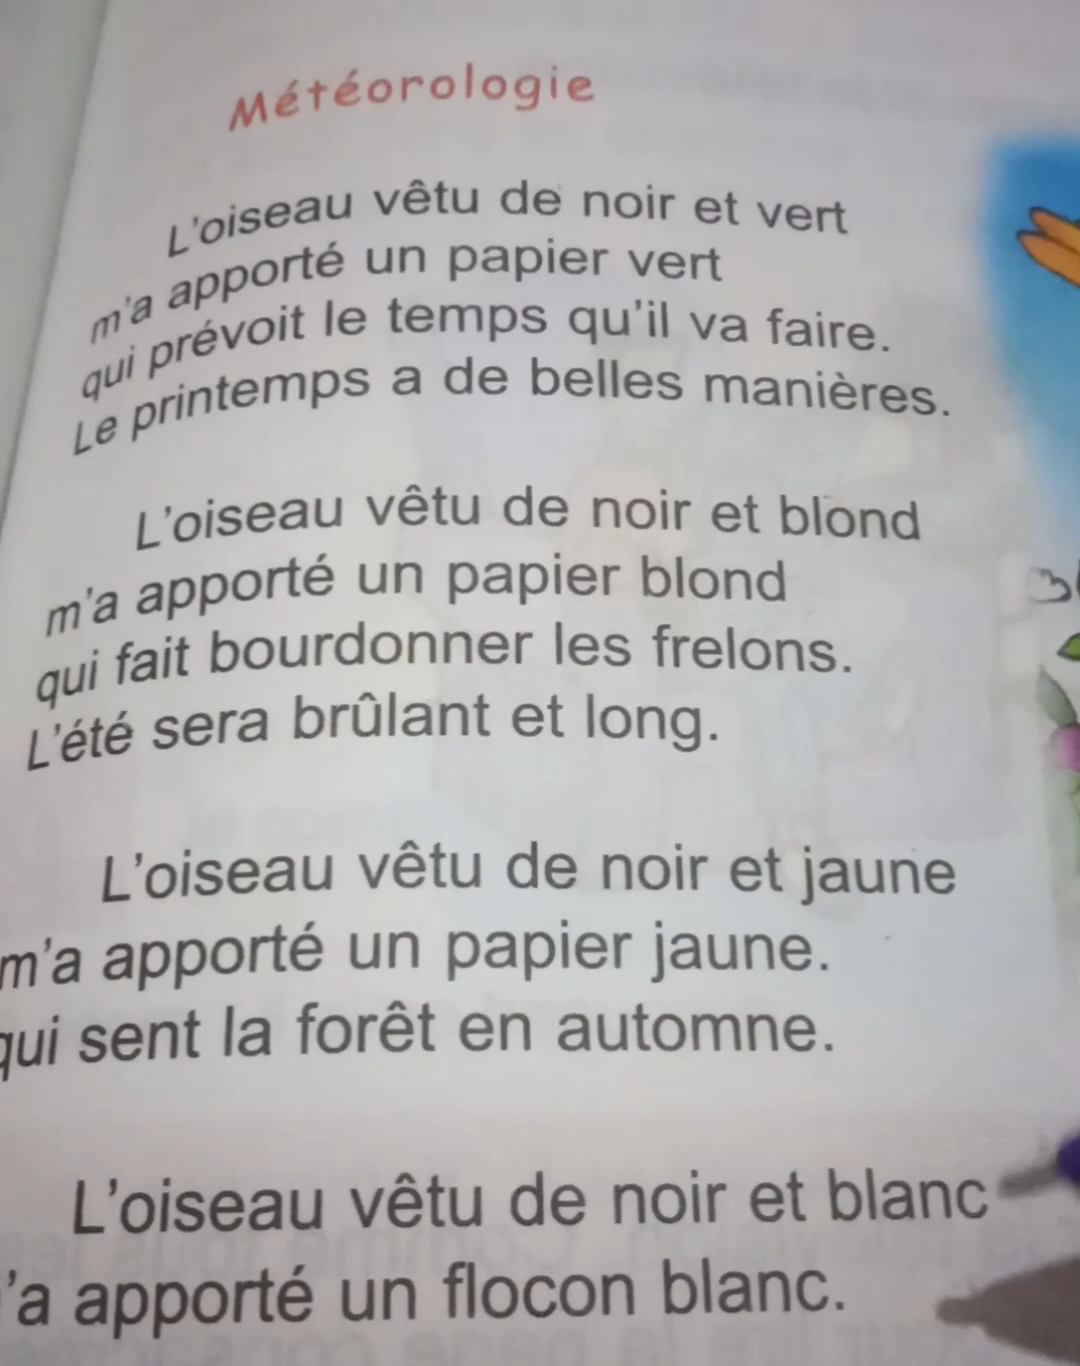 Météorologie
L'oiseau vêtu de noir et vert
m'a apporté un papier vert
qui prévoit le temps qu'il va faire.
Le printemps a de belles manières.
L'oiseau vêtu de noir et blond
m'a apporté un papier blond
qui fait bourdonner les frelons.
L'été sera brûlant et long.
L'oiseau vêtu de noir et jaune
m'a apporté un papier jaune.
qui sent la forêt en automne.
L'oiseau vêtu de noir et blanc
'a apporté un flocon blanc.